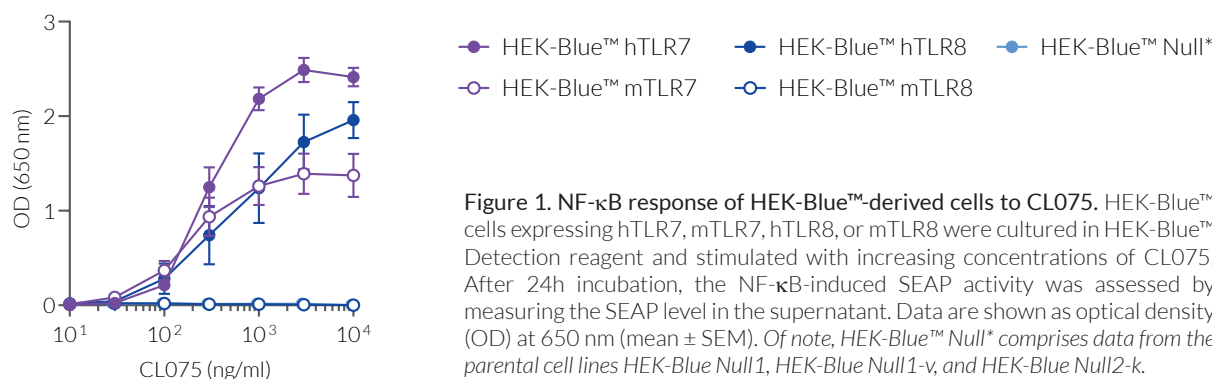 3
2
1
0
OD (650 nm)
10¹ 10² 10³ 10⁴
CL075 (ng/ml)
HEK-Blue™ hTLR7 HEK-Blue™ hTLR8 HEK-Blue™ Null*
HEK-Blue™ mTLR7 HEK-Blue™ mTLR8
Figure 1. NF-κB response of HEK-Blue™-derived cells to CL075. HEK-Blue™
cells expressing hTLR7, mTLR7, hTLR8, or mTLR8 were cultured in HEK-Blue™
Detection reagent and stimulated with increasing concentrations of CL075.
After 24h incubation, the NF-κB-induced SEAP activity was assessed by
measuring the SEAP level in the supernatant. Data are shown as optical density
(OD) at 650 nm (mean ± SEM). Of note, HEK-Blue™ Null* comprises data from the
parental cell lines HEK-Blue Null1, HEK-Blue Null1-v, and HEK-Blue Null2-k.